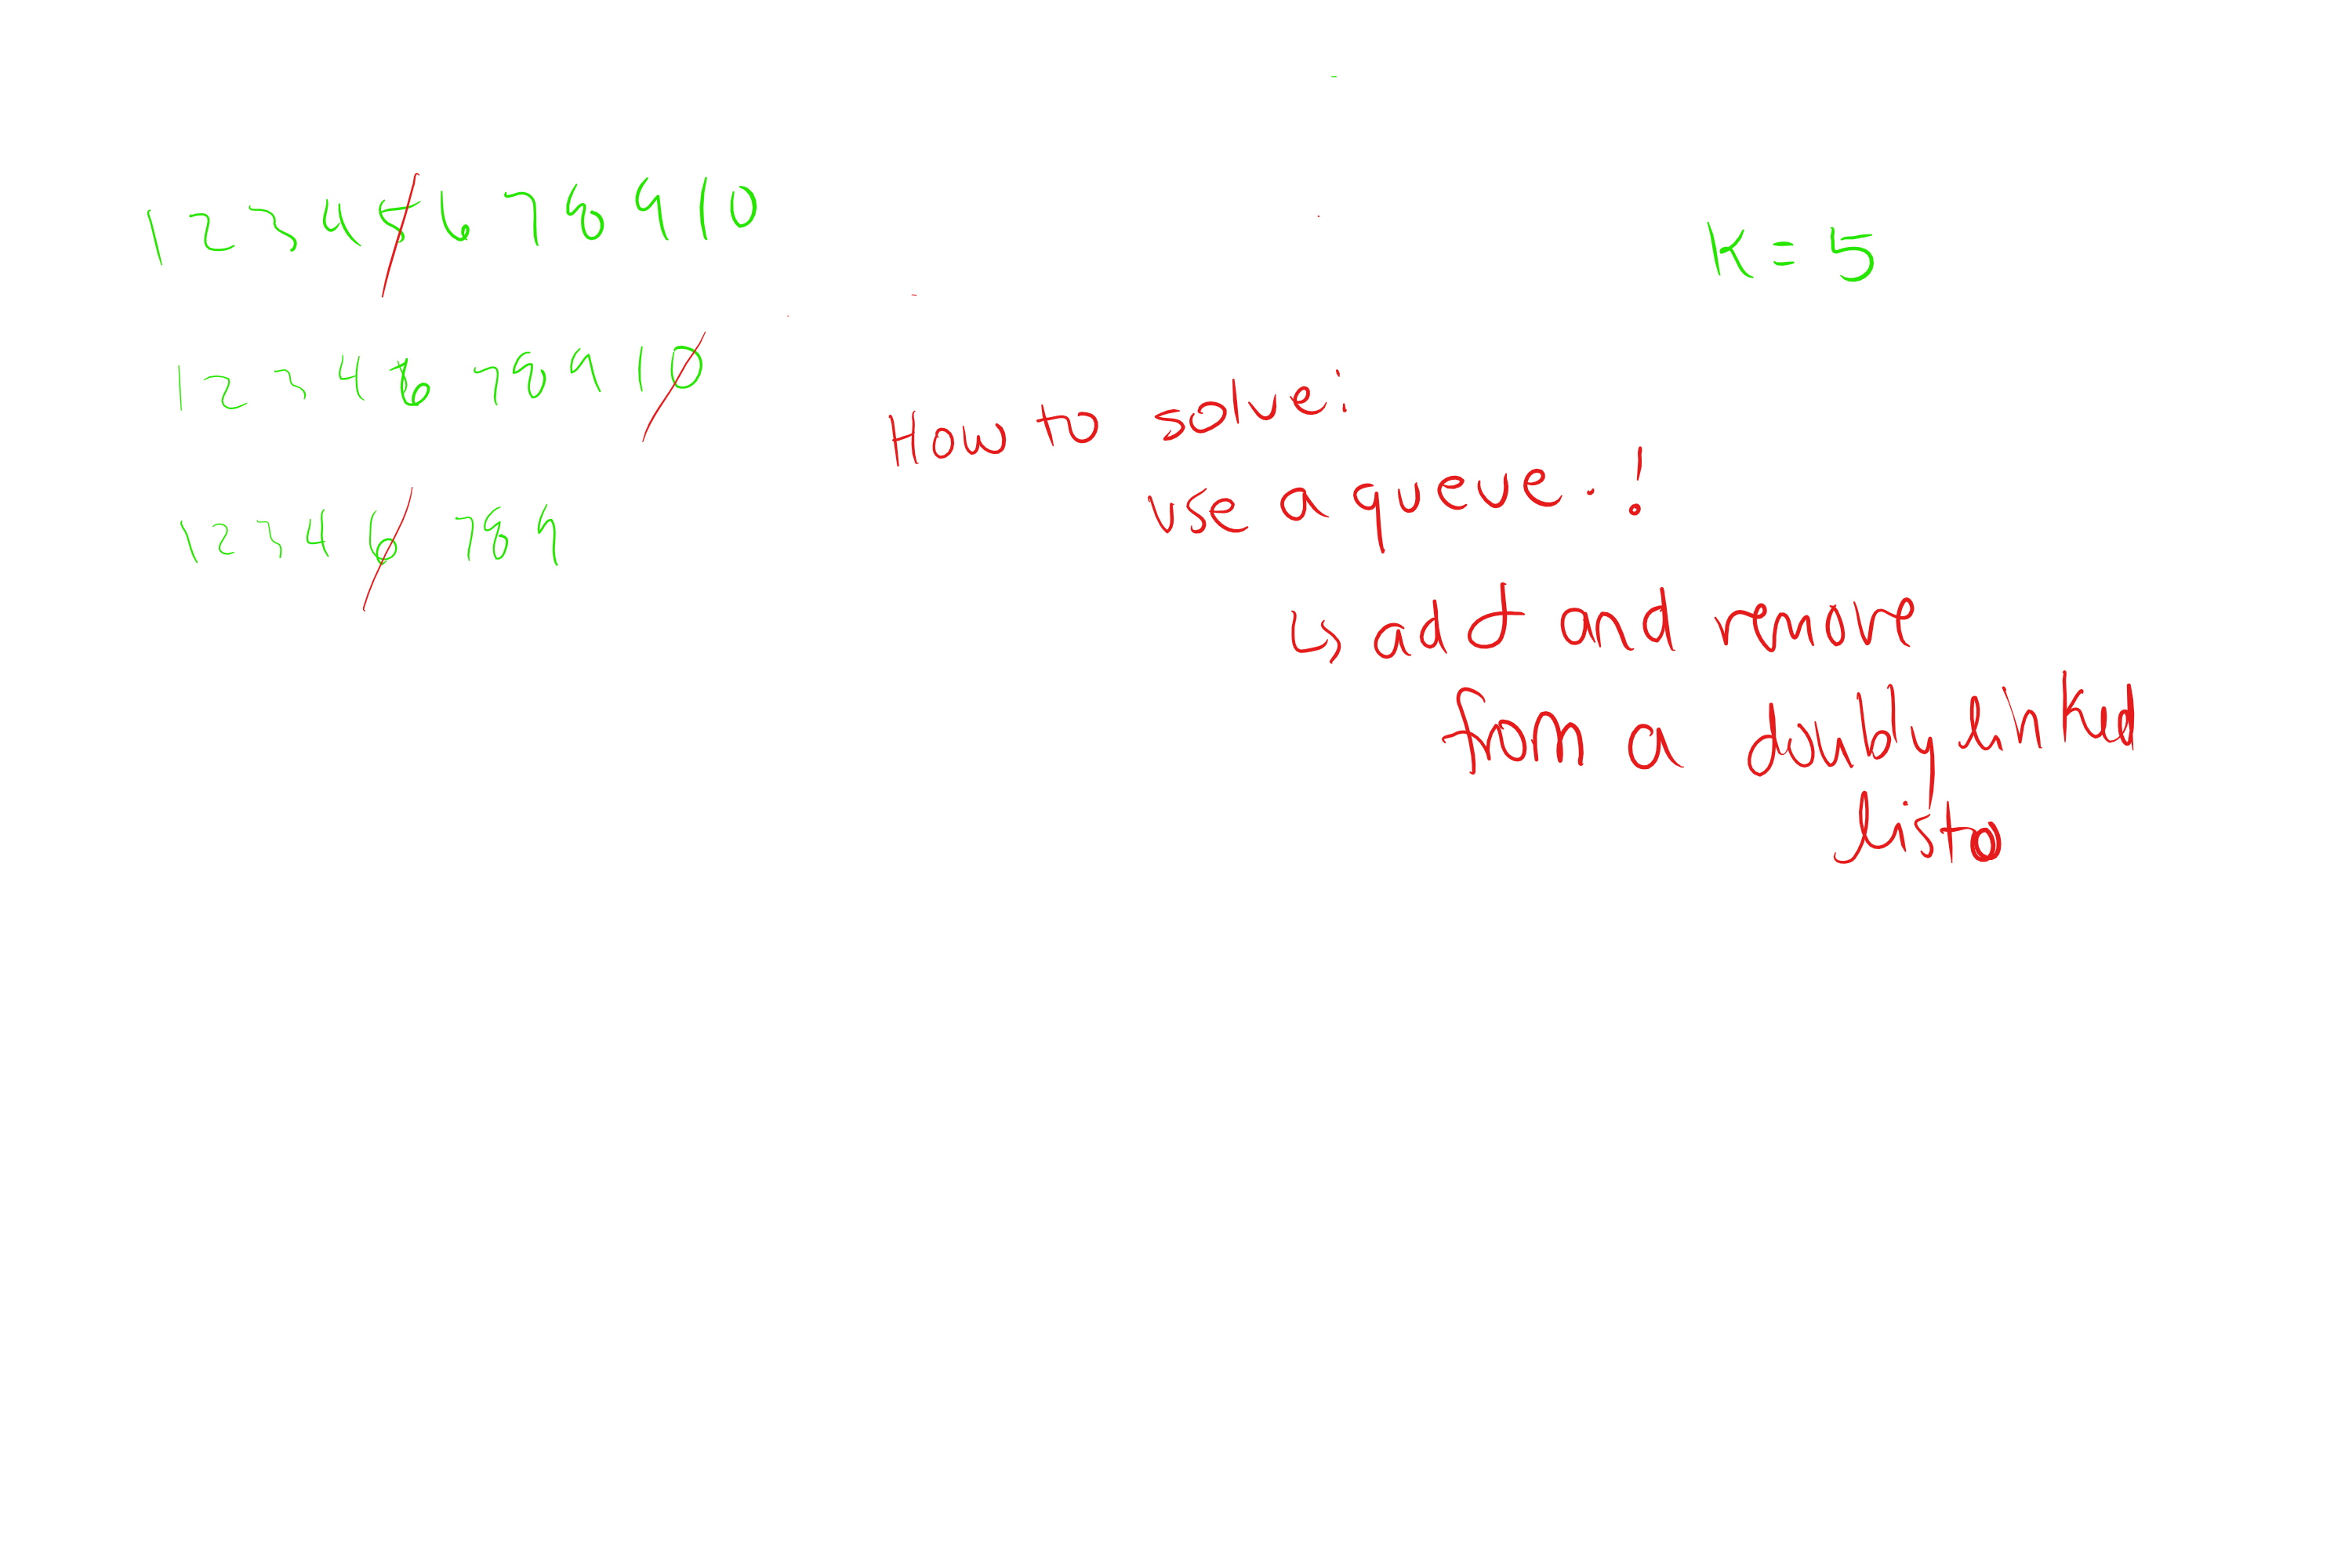 1 2 3 4 5 6 7 8 9 10
K = 5
1 2 3 4 6 7 8 9 10
1 2 3 4 6 7 8 9
How to solve:
use a queue.!
↳ add and remove
from a doubly linked
list